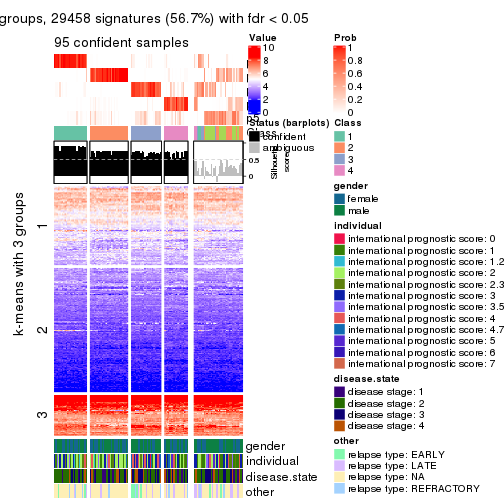 groups, 29458 signatures (56.7%) with fdr < 0.05
95 confident samples
k-means with 3 groups
1
2
3
Value
10
8
6
4
2
0
Prob
1
0.8
0.6
0.4
0.2
0
Status (barplots)
confident
ambiguous
Class
1
2
3
4
0.5
0
Silhouette
score
gender
female
male
individual
international prognostic score: 0
international prognostic score: 1
international prognostic score: 1.2
international prognostic score: 2
international prognostic score: 2.3
international prognostic score: 3
international prognostic score: 3.5
international prognostic score: 4
international prognostic score: 4.7
international prognostic score: 5
international prognostic score: 6
international prognostic score: 7
disease.state
disease stage: 1
disease stage: 2
disease stage: 3
disease stage: 4
other
relapse type: EARLY
relapse type: LATE
relapse type: NA
relapse type: REFRACTORY
gender
individual
disease.state
other